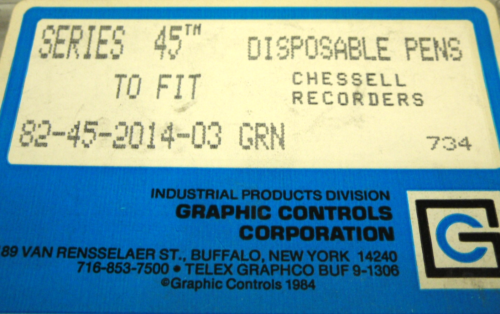 SERIES 45™ DISPOSABLE PENS
TO FIT CHESSELL
RECORDERS
82-45-2014-03 GRN 734
INDUSTRIAL PRODUCTS DIVISION
GRAPHIC CONTROLS
CORPORATION
89 VAN RENSSELAER ST., BUFFALO, NEW YORK 14240
716-853-7500 • TELEX GRAPHCO BUF 9-1306
©Graphic Controls 1984
GC